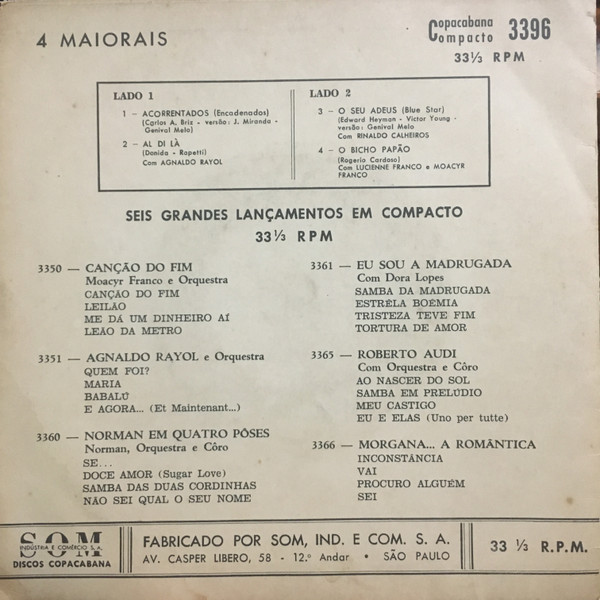 4 MAIORAIS
Copacabana
Compacto 3396
33⅓ RPM
LADO 1
1 – ACORRENTADOS (Encadenados)
(Carlos A. Briz - versão: J. Miranda -
Genival Melo)
2 – AL DI LÀ
(Donida - Rapetti)
Com AGNALDO RAYOL
LADO 2
3 – O SEU ADEUS (Blue Star)
(Edward Heyman - Victor Young -
versão: Genival Melo
Com RINALDO CALHEIROS
4 – O BICHO PAPÃO
(Rogerio Cardoso)
Com LUCIENNE FRANCO e MOACYR
FRANCO
SEIS GRANDES LANÇAMENTOS EM COMPACTO
33⅓ RPM
3350 — CANÇÃO DO FIM
Moacyr Franco e Orquestra
CANÇÃO DO FIM
LEILÃO
ME DÁ UM DINHEIRO AÍ
LEÃO DA METRO
3351 — AGNALDO RAYOL e Orquestra
QUEM FOI?
MARIA
BABALÚ
E AGORA... (Et Maintenant...)
3360 — NORMAN EM QUATRO PÔSES
Norman, Orquestra e Côro
SE...
DOCE AMOR (Sugar Love)
SAMBA DAS DUAS CORDINHAS
NÃO SEI QUAL O SEU NOME
3361 — EU SOU A MADRUGADA
Com Dora Lopes
SAMBA DA MADRUGADA
ESTRÊLA BOÊMIA
TRISTEZA TEVE FIM
TORTURA DE AMOR
3365 — ROBERTO AUDI
Com Orquestra e Côro
AO NASCER DO SOL
SAMBA EM PRELÚDIO
MEU CASTIGO
EU E ELAS (Uno per tutte)
3366 — MORGANA... A ROMÂNTICA
INCONSTÂNCIA
VAI
PROCURO ALGUÉM
SEI
SOM
INDÚSTRIA E COMÉRCIO S. A.
DISCOS COPACABANA
FABRICADO POR SOM, IND. E COM. S. A.
AV. CASPER LIBERO, 58 - 12.º Andar • SÃO PAULO
33 ⅓ R.P.M.